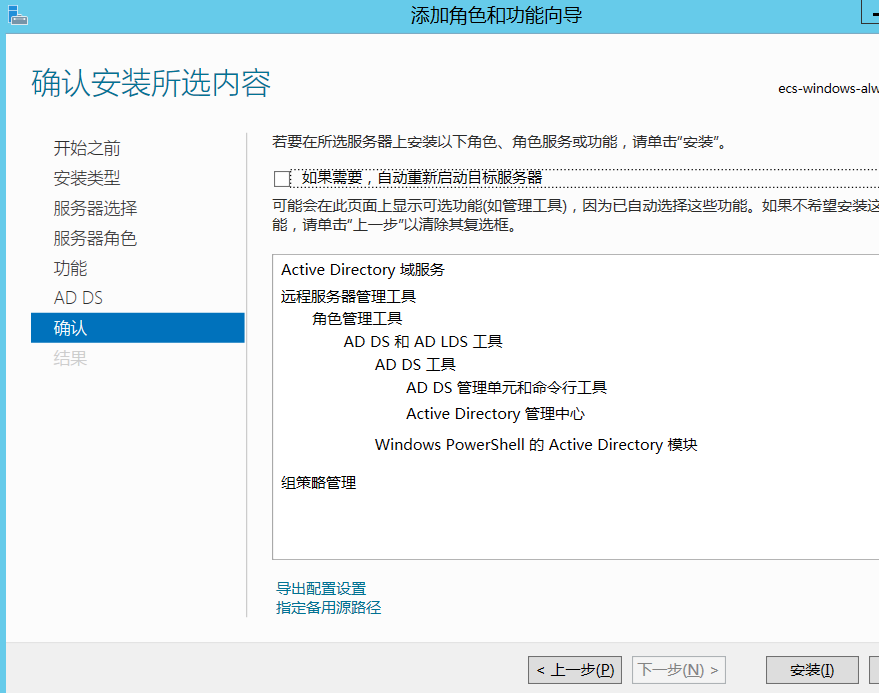 添加角色和功能向导
确认安装所选内容
ecs-windows-alw
开始之前
安装类型
服务器选择
服务器角色
功能
AD DS
确认
结果
若要在所选服务器上安装以下角色、角色服务或功能，请单击“安装”。
如果需要，自动重新启动目标服务器
可能会在此页面上显示可选功能(如管理工具)，因为已自动选择这些功能。如果不希望安装这
能，请单击“上一步”以清除其复选框。
Active Directory 域服务
远程服务器管理工具
角色管理工具
AD DS 和 AD LDS 工具
AD DS 工具
AD DS 管理单元和命令行工具
Active Directory 管理中心
Windows PowerShell 的 Active Directory 模块
组策略管理
导出配置设置
指定备用源路径
< 上一步(P)
下一步(N) >
安装(I)